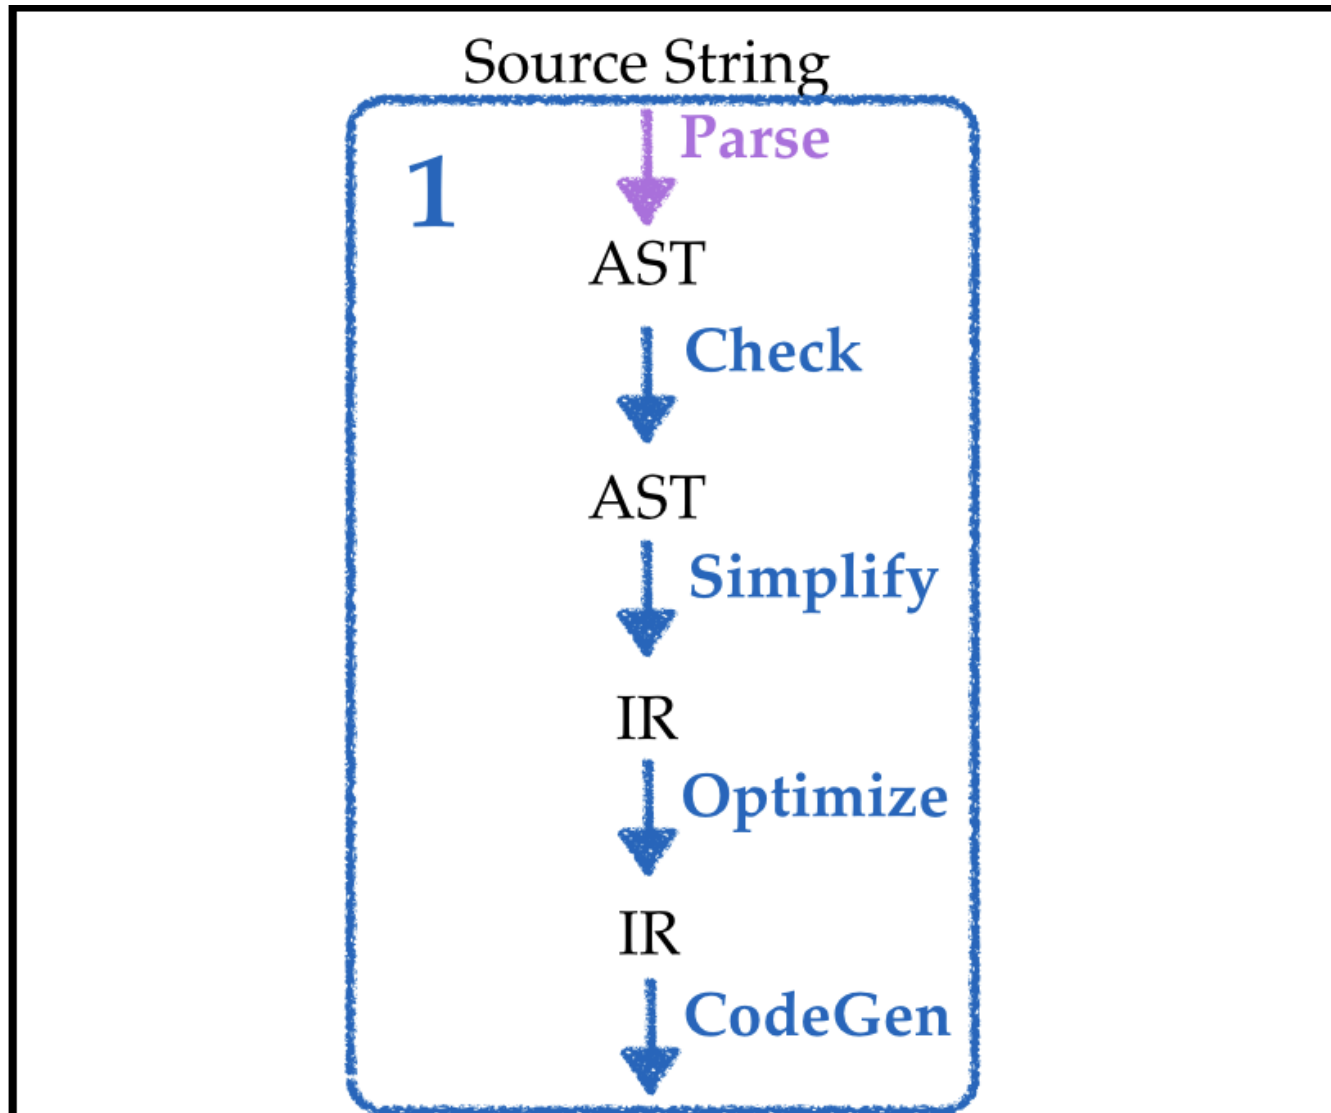 Source String
1
Parse
AST
Check
AST
Simplify
IR
Optimize
IR
CodeGen